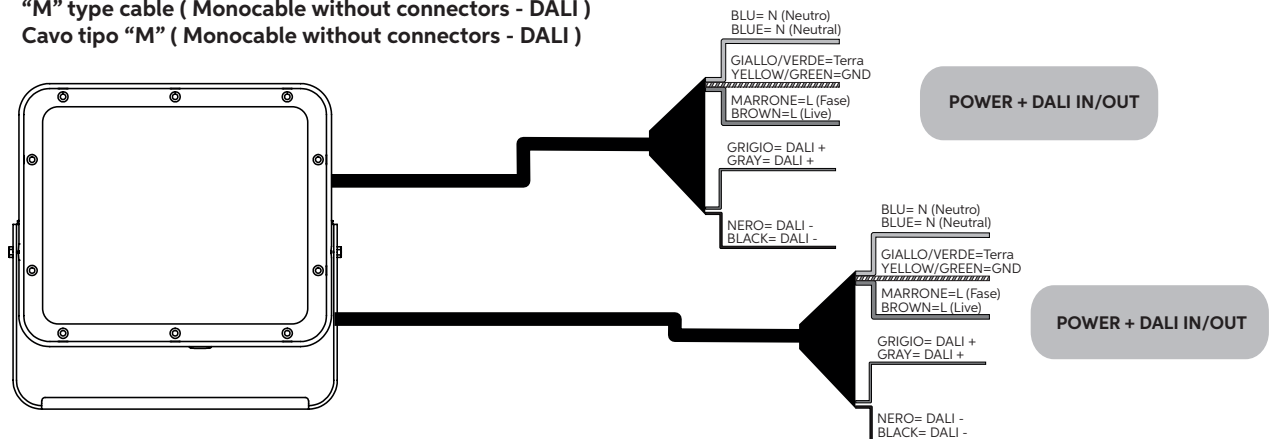 “M” type cable ( Monocable without connectors - DALI )
Cavo tipo “M” ( Monocable without connectors - DALI )
BLU= N (Neutro)
BLUE= N (Neutral)
GIALLO/VERDE=Terra
YELLOW/GREEN=GND
MARRONE=L (Fase)
BROWN=L (Live)
GRIGIO= DALI +
GRAY= DALI +
NERO= DALI -
BLACK= DALI -
POWER + DALI IN/OUT
BLU= N (Neutro)
BLUE= N (Neutral)
GIALLO/VERDE=Terra
YELLOW/GREEN=GND
MARRONE=L (Fase)
BROWN=L (Live)
GRIGIO= DALI +
GRAY= DALI +
NERO= DALI -
BLACK= DALI -
POWER + DALI IN/OUT